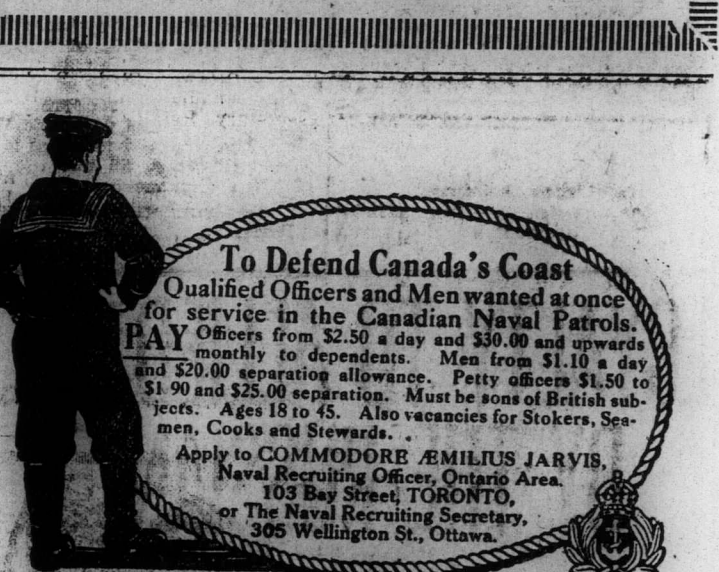 To Defend Canada's Coast
Qualified Officers and Men wanted at once
for service in the Canadian Naval Patrols.
PAY Officers from $2.50 a day and $30.00 and upwards
monthly to dependents. Men from $1.10 a day
and $20.00 separation allowance. Petty officers $1.50 to
$1 90 and $25.00 separation. Must be sons of British sub-
jects. Ages 18 to 45. Also vacancies for Stokers, Sea-
men, Cooks and Stewards.
Apply to COMMODORE ÆMILIUS JARVIS,
Naval Recruiting Officer, Ontario Area.
103 Bay Street, TORONTO,
or The Naval Recruiting Secretary,
305 Wellington St., Ottawa.